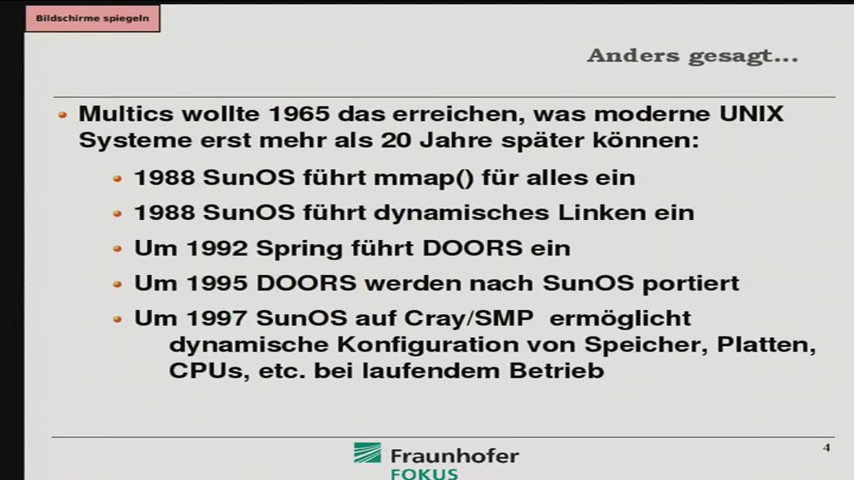 Bildschirme spiegeln
Anders gesagt...
Multics wollte 1965 das erreichen, was moderne UNIX
Systeme erst mehr als 20 Jahre später können:
1988 SunOS führt mmap() für alles ein
1988 SunOS führt dynamisches Linken ein
Um 1992 Spring führt DOORS ein
Um 1995 DOORS werden nach SunOS portiert
Um 1997 SunOS auf Cray/SMP ermöglicht
dynamische Konfiguration von Speicher, Platten,
CPUs, etc. bei laufendem Betrieb
4
Fraunhofer
FOKUS